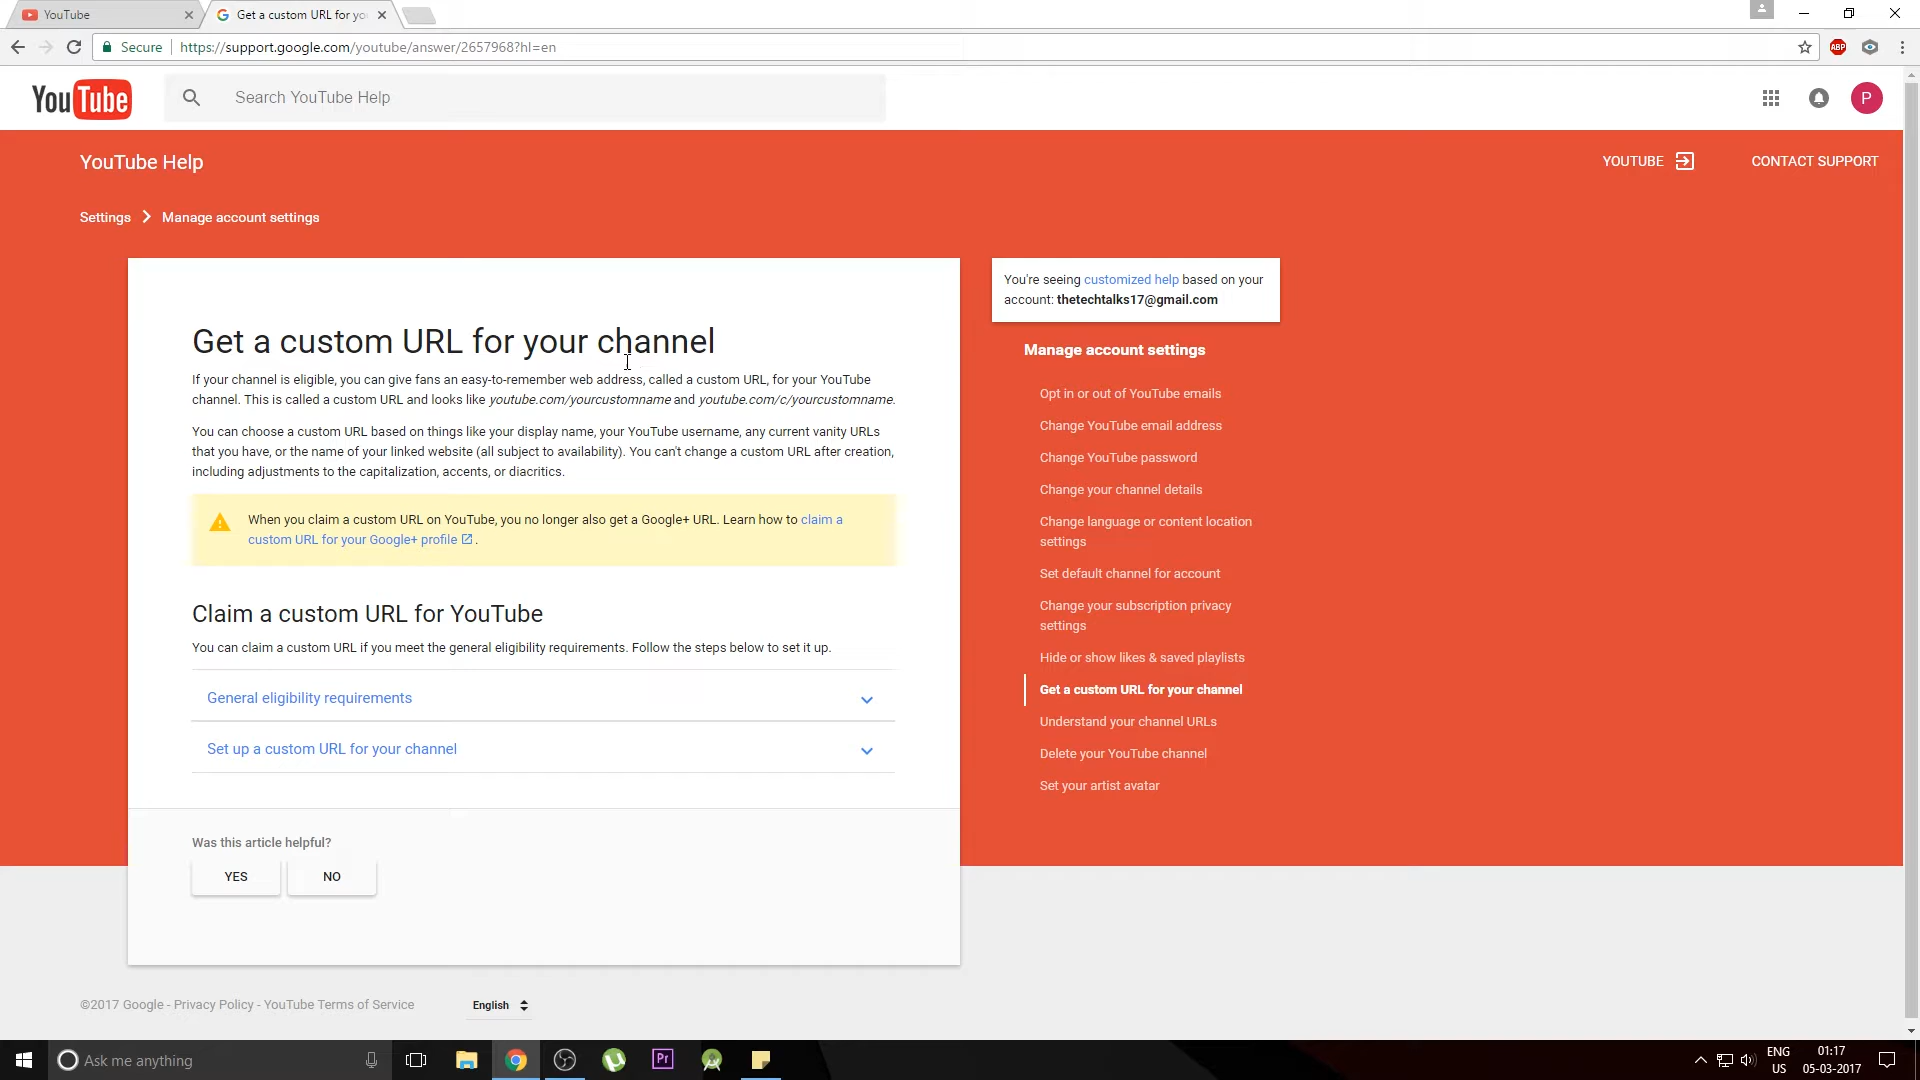 YouTube
Get a custom URL for yo
Secure
https://support.google.com/youtube/answer/2657968?hl=en
ABP
YouTube
Search YouTube Help
P
YouTube Help
YOUTUBE
CONTACT SUPPORT
Settings
Manage account settings
Get a custom URL for your channel
If your channel is eligible, you can give fans an easy-to-remember web address, called a custom URL, for your YouTube
channel. This is called a custom URL and looks like youtube.com/yourcustomname and youtube.com/c/yourcustomname.
You can choose a custom URL based on things like your display name, your YouTube username, any current vanity URLs
that you have, or the name of your linked website (all subject to availability). You can't change a custom URL after creation,
including adjustments to the capitalization, accents, or diacritics.
When you claim a custom URL on YouTube, you no longer also get a Google+ URL. Learn how to claim a
custom URL for your Google+ profile .
Claim a custom URL for YouTube
You can claim a custom URL if you meet the general eligibility requirements. Follow the steps below to set it up.
General eligibility requirements
Set up a custom URL for your channel
Was this article helpful?
YES
NO
You're seeing customized help based on your
account: thetechtalks17@gmail.com
Manage account settings
Opt in or out of YouTube emails
Change YouTube email address
Change YouTube password
Change your channel details
Change language or content location
settings
Set default channel for account
Change your subscription privacy
settings
Hide or show likes & saved playlists
Get a custom URL for your channel
Understand your channel URLs
Delete your YouTube channel
Set your artist avatar
©2017 Google - Privacy Policy - YouTube Terms of Service
English
Ask me anything
Pr
ENG
US
01:17
05-03-2017